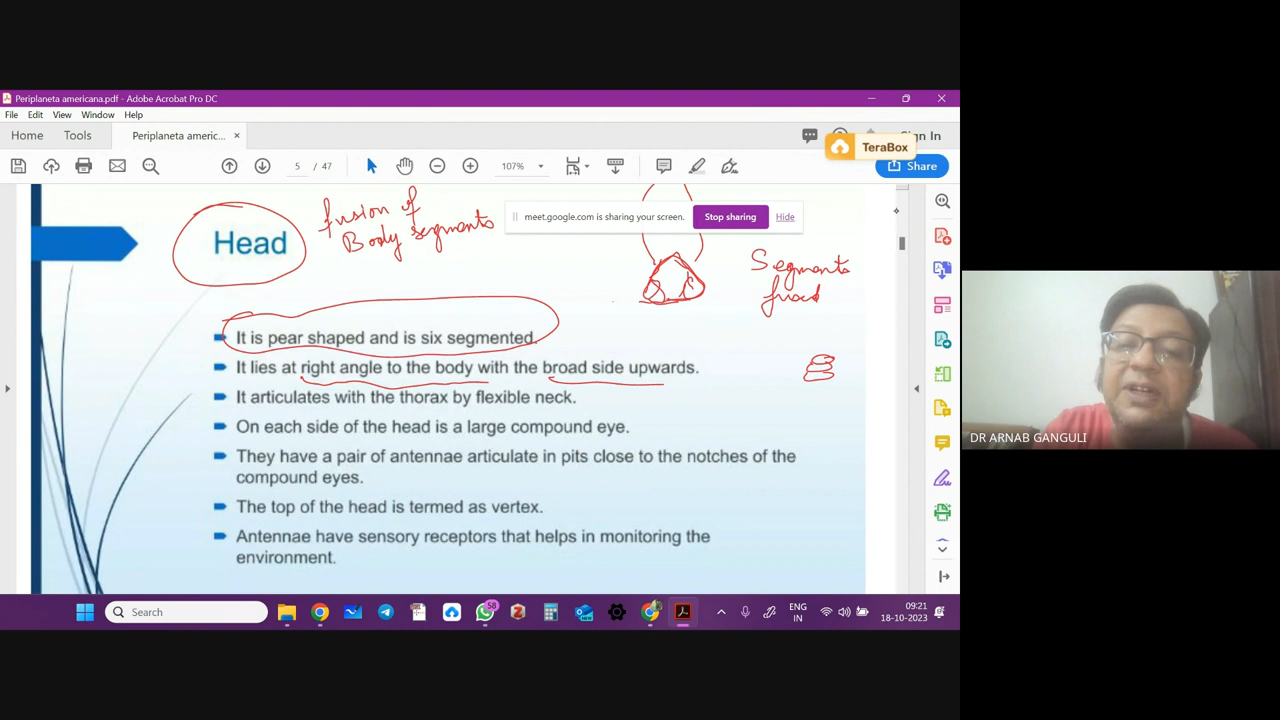 Periplaneta americana.pdf - Adobe Acrobat Pro DC
File Edit View Window Help
Home Tools Periplaneta americ... × Sign In
TeraBox
5 / 47 107% Share
fusion of
Body segments
meet.google.com is sharing your screen. Stop sharing Hide
Head
Segments
fused
It is pear shaped and is six segmented.
It lies at right angle to the body with the broad side upwards.
It articulates with the thorax by flexible neck.
On each side of the head is a large compound eye.
They have a pair of antennae articulate in pits close to the notches of the
compound eyes.
The top of the head is termed as vertex.
Antennae have sensory receptors that helps in monitoring the
environment.
DR ARNAB GANGULI
Search
58
ENG
IN
09:21
18-10-2023